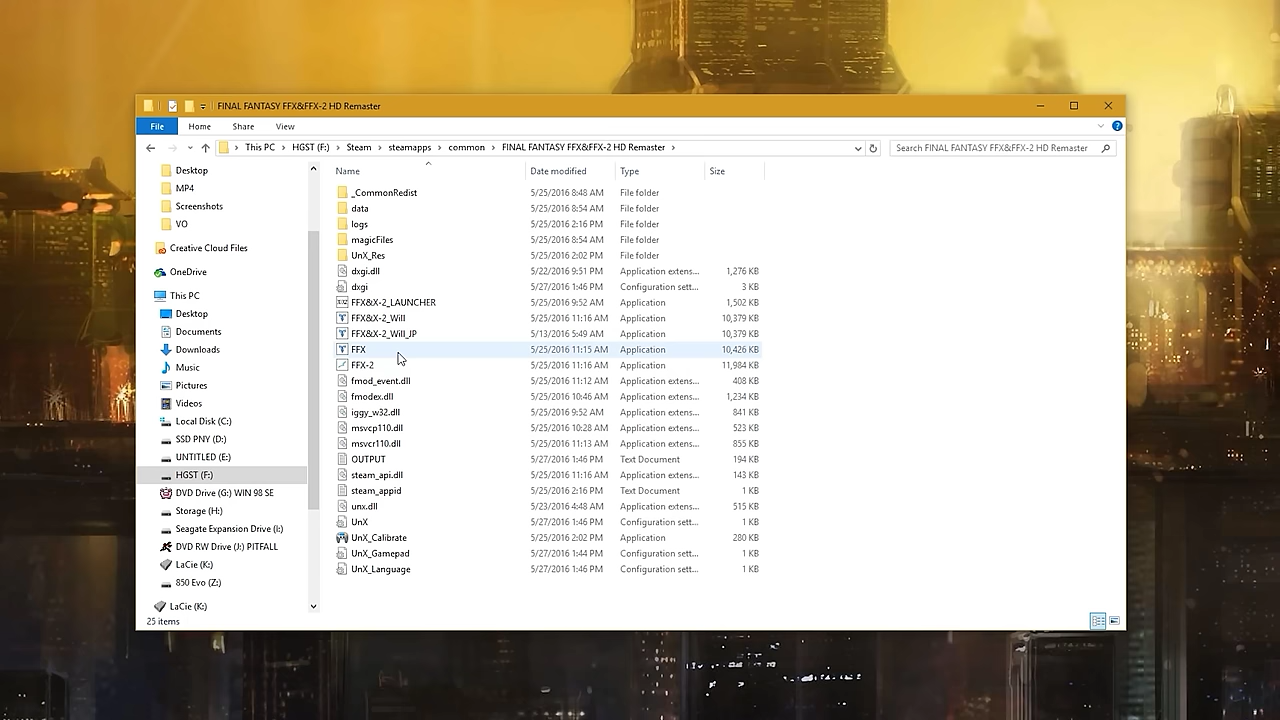 FINAL FANTASY FFX&FFX-2 HD Remaster
File Home Share View
This PC HGST (F:) Steam steamapps common FINAL FANTASY FFX&FFX-2 HD Remaster Search FINAL FANTASY FFX&FFX-2 HD Remaster
Desktop
MP4
Screenshots
VO
Creative Cloud Files
OneDrive
This PC
Desktop
Documents
Downloads
Music
Pictures
Videos
Local Disk (C:)
SSD PNY (D:)
UNTITLED (E:)
HGST (F:)
DVD Drive (G:) WIN 98 SE
Storage (H:)
Seagate Expansion Drive (I:)
DVD RW Drive (J:) PITFALL
LaCie (K:)
850 Evo (Z:)
LaCie (K:)
Name Date modified Type Size
_CommonRedist 5/25/2016 8:48 AM File folder
data 5/25/2016 8:54 AM File folder
logs 5/25/2016 2:16 PM File folder
magicFiles 5/25/2016 8:54 AM File folder
UnX_Res 5/25/2016 2:02 PM File folder
dxgi.dll 5/22/2016 9:51 PM Application extens... 1,276 KB
dxgi 5/27/2016 1:46 PM Configuration sett... 3 KB
FFX&X-2_LAUNCHER 5/25/2016 9:52 AM Application 1,502 KB
FFX&X-2_Will 5/25/2016 11:16 AM Application 10,379 KB
FFX&X-2_Will_JP 5/13/2016 5:49 AM Application 10,379 KB
FFX 5/25/2016 11:15 AM Application 10,426 KB
FFX-2 5/25/2016 11:16 AM Application 11,984 KB
fmod_event.dll 5/25/2016 11:12 AM Application extens... 408 KB
fmodex.dll 5/25/2016 10:46 AM Application extens... 1,234 KB
iggy_w32.dll 5/25/2016 9:52 AM Application extens... 841 KB
msvcp110.dll 5/25/2016 10:28 AM Application extens... 523 KB
msvcr110.dll 5/25/2016 11:13 AM Application extens... 855 KB
OUTPUT 5/27/2016 1:46 PM Text Document 194 KB
steam_api.dll 5/25/2016 11:16 AM Application extens... 143 KB
steam_appid 5/25/2016 2:16 PM Text Document 1 KB
unx.dll 5/23/2016 4:48 AM Application extens... 515 KB
UnX 5/27/2016 1:46 PM Configuration sett... 1 KB
UnX_Calibrate 5/25/2016 2:02 PM Application 280 KB
UnX_Gamepad 5/27/2016 1:44 PM Configuration sett... 1 KB
UnX_Language 5/27/2016 1:46 PM Configuration sett... 1 KB
25 items